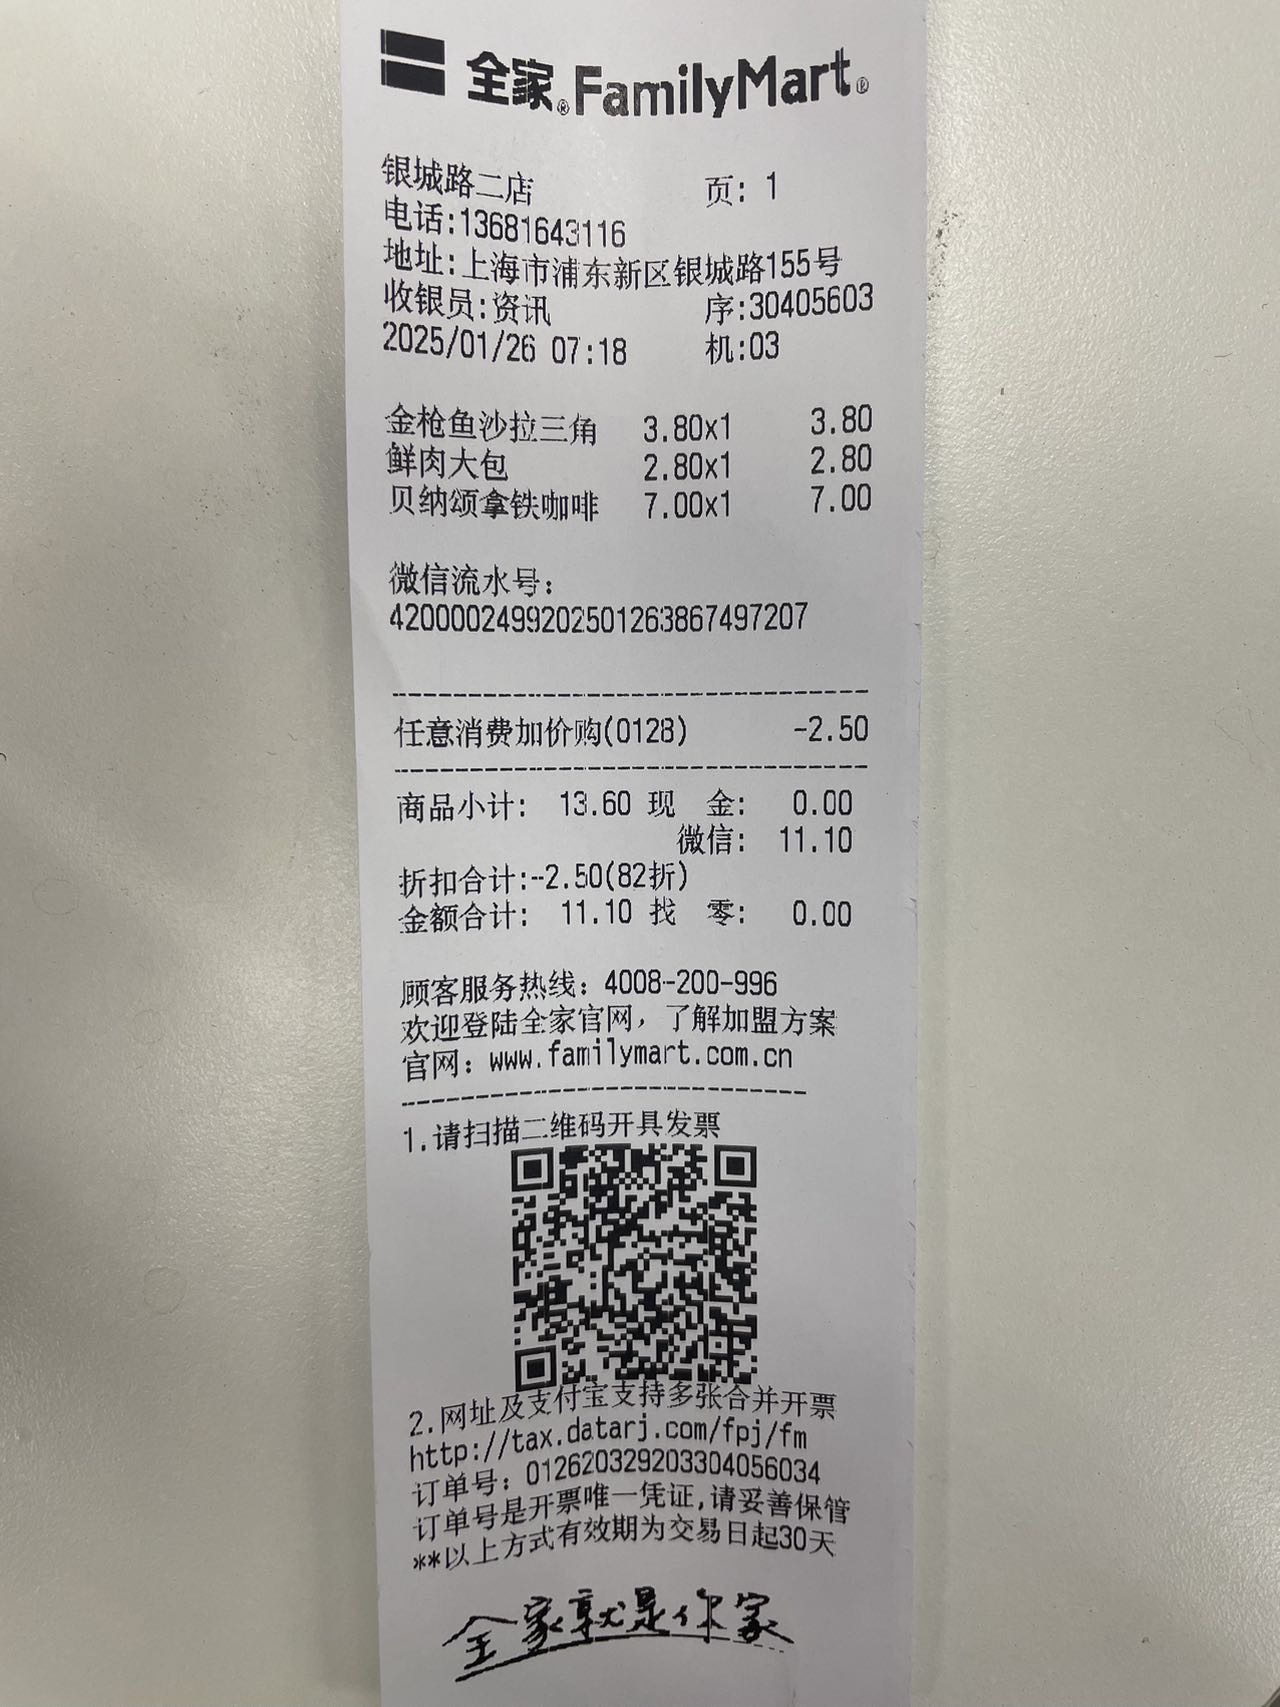 全家®FamilyMart®
银城路二店 页: 1
电话:13681643116
地址:上海市浦东新区银城路155号
收银员:资讯 序:30405603
2025/01/26 07:18 机:03
金枪鱼沙拉三角 3.80x1 3.80
鲜肉大包 2.80x1 2.80
贝纳颂拿铁咖啡 7.00x1 7.00
微信流水号:
4200002499202501263867497207
任意消费加价购(0128) -2.50
商品小计: 13.60 现 金: 0.00
微信: 11.10
折扣合计:-2.50(82折)
金额合计: 11.10 找 零: 0.00
顾客服务热线: 4008-200-996
欢迎登陆全家官网，了解加盟方案
官网: www.familymart.com.cn
1.请扫描二维码开具发票
2.网址及支付宝支持多张合并开票
http://tax.datarj.com/fpj/fm
订单号: 0126203292033304056034
订单号是开票唯一凭证,请妥善保管
**以上方式有效期为交易日起30天
全家就是你家